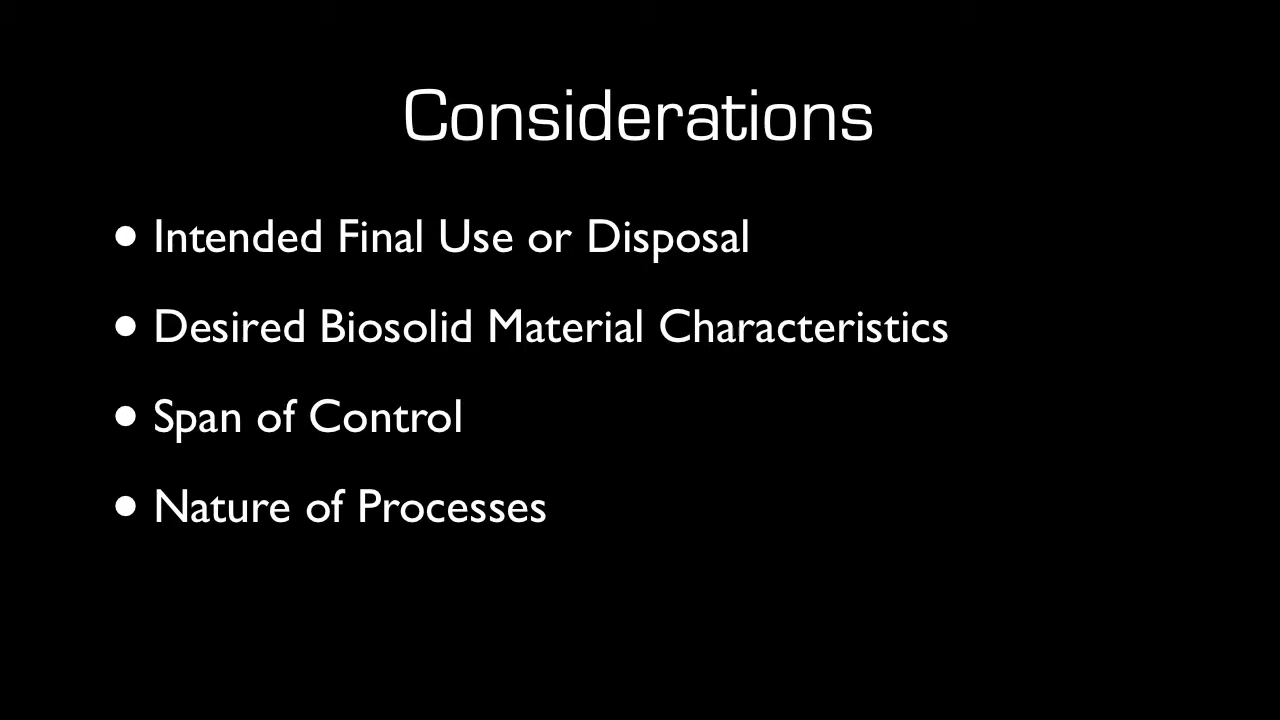 Considerations
• Intended Final Use or Disposal
• Desired Biosolid Material Characteristics
• Span of Control
• Nature of Processes